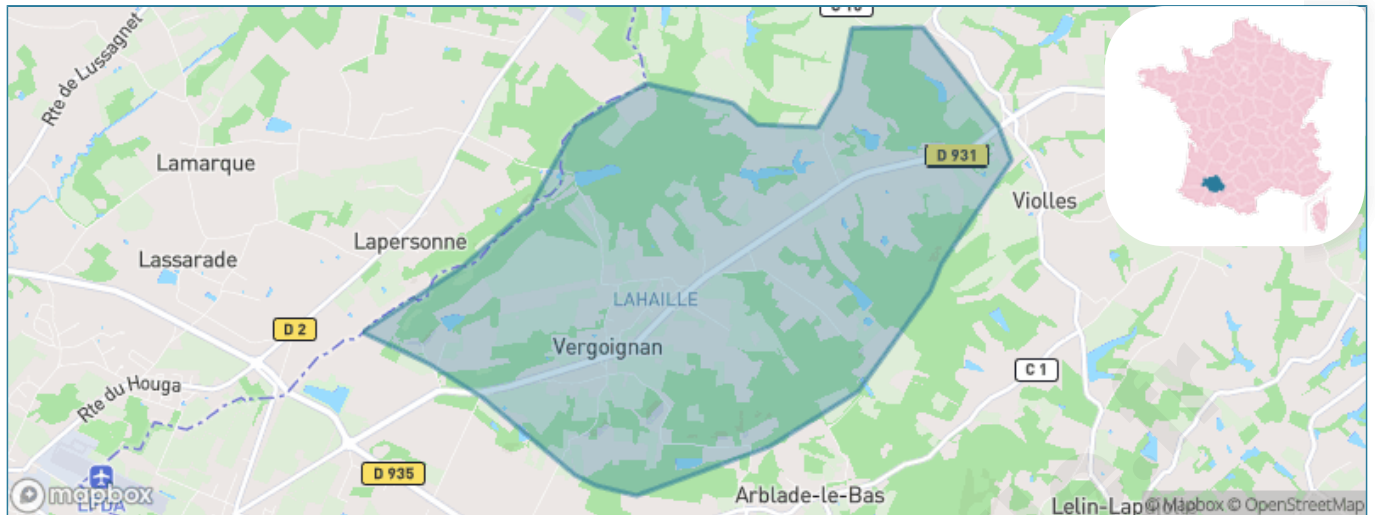 Rte de Lussagnet
Lamarque
D 931
Violles
Lapersonne
Lassarade
LAHAILLE
D 2
Vergoignan
C 1
Rte du Houga
D 935
Arblade-le-Bas
mapbox
© Mapbox © OpenStreetMap